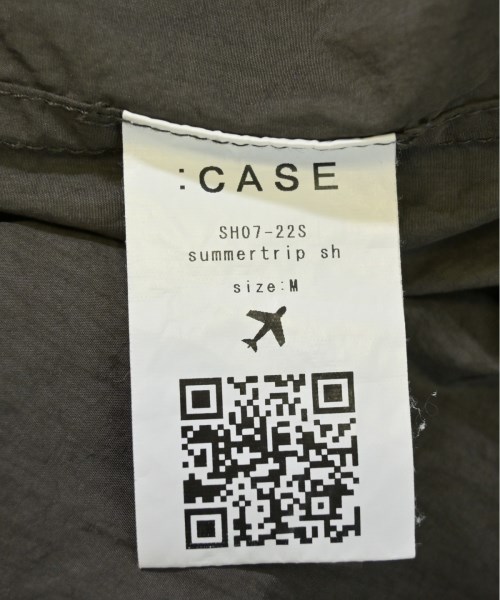 :CASE
SH07-22S
summertrip sh
size:M